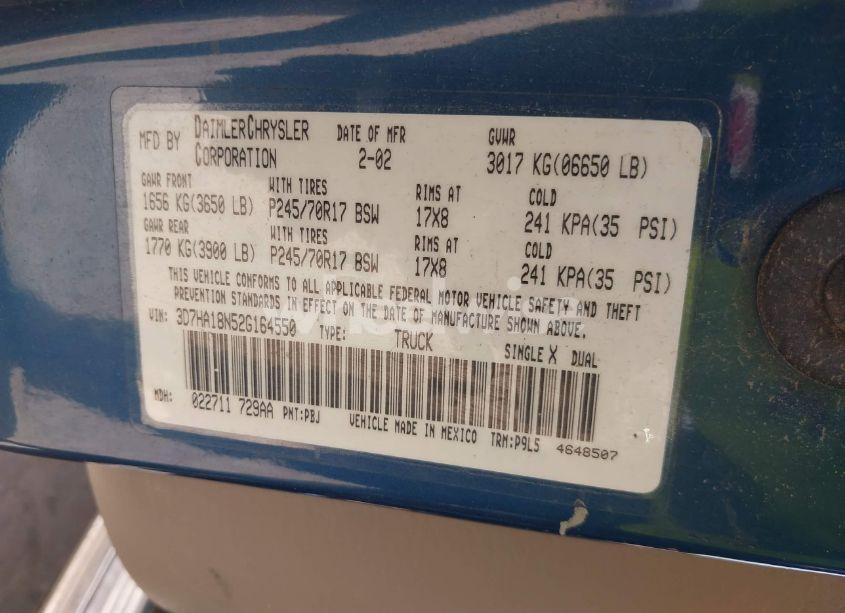 MFD BY DAIMLERCHRYSLER CORPORATION DATE OF MFR 2-02 GVWR 3017 KG(06650 LB)
GAWR FRONT WITH TIRES RIMS AT COLD
1656 KG(3650 LB) P245/70R17 BSW 17X8 241 KPA(35 PSI)
GAWR REAR WITH TIRES RIMS AT COLD
1770 KG(3900 LB) P245/70R17 BSW 17X8 241 KPA(35 PSI)
THIS VEHICLE CONFORMS TO ALL APPLICABLE FEDERAL MOTOR VEHICLE SAFETY AND THEFT
PREVENTION STANDARDS IN EFFECT ON THE DATE OF MANUFACTURE SHOWN ABOVE.
VIN: 3D7HA18N52G164550 TYPE: TRUCK SINGLE X DUAL
MDH: 022711 729AA PNT:PBJ VEHICLE MADE IN MEXICO TRM:P9L5 4648507